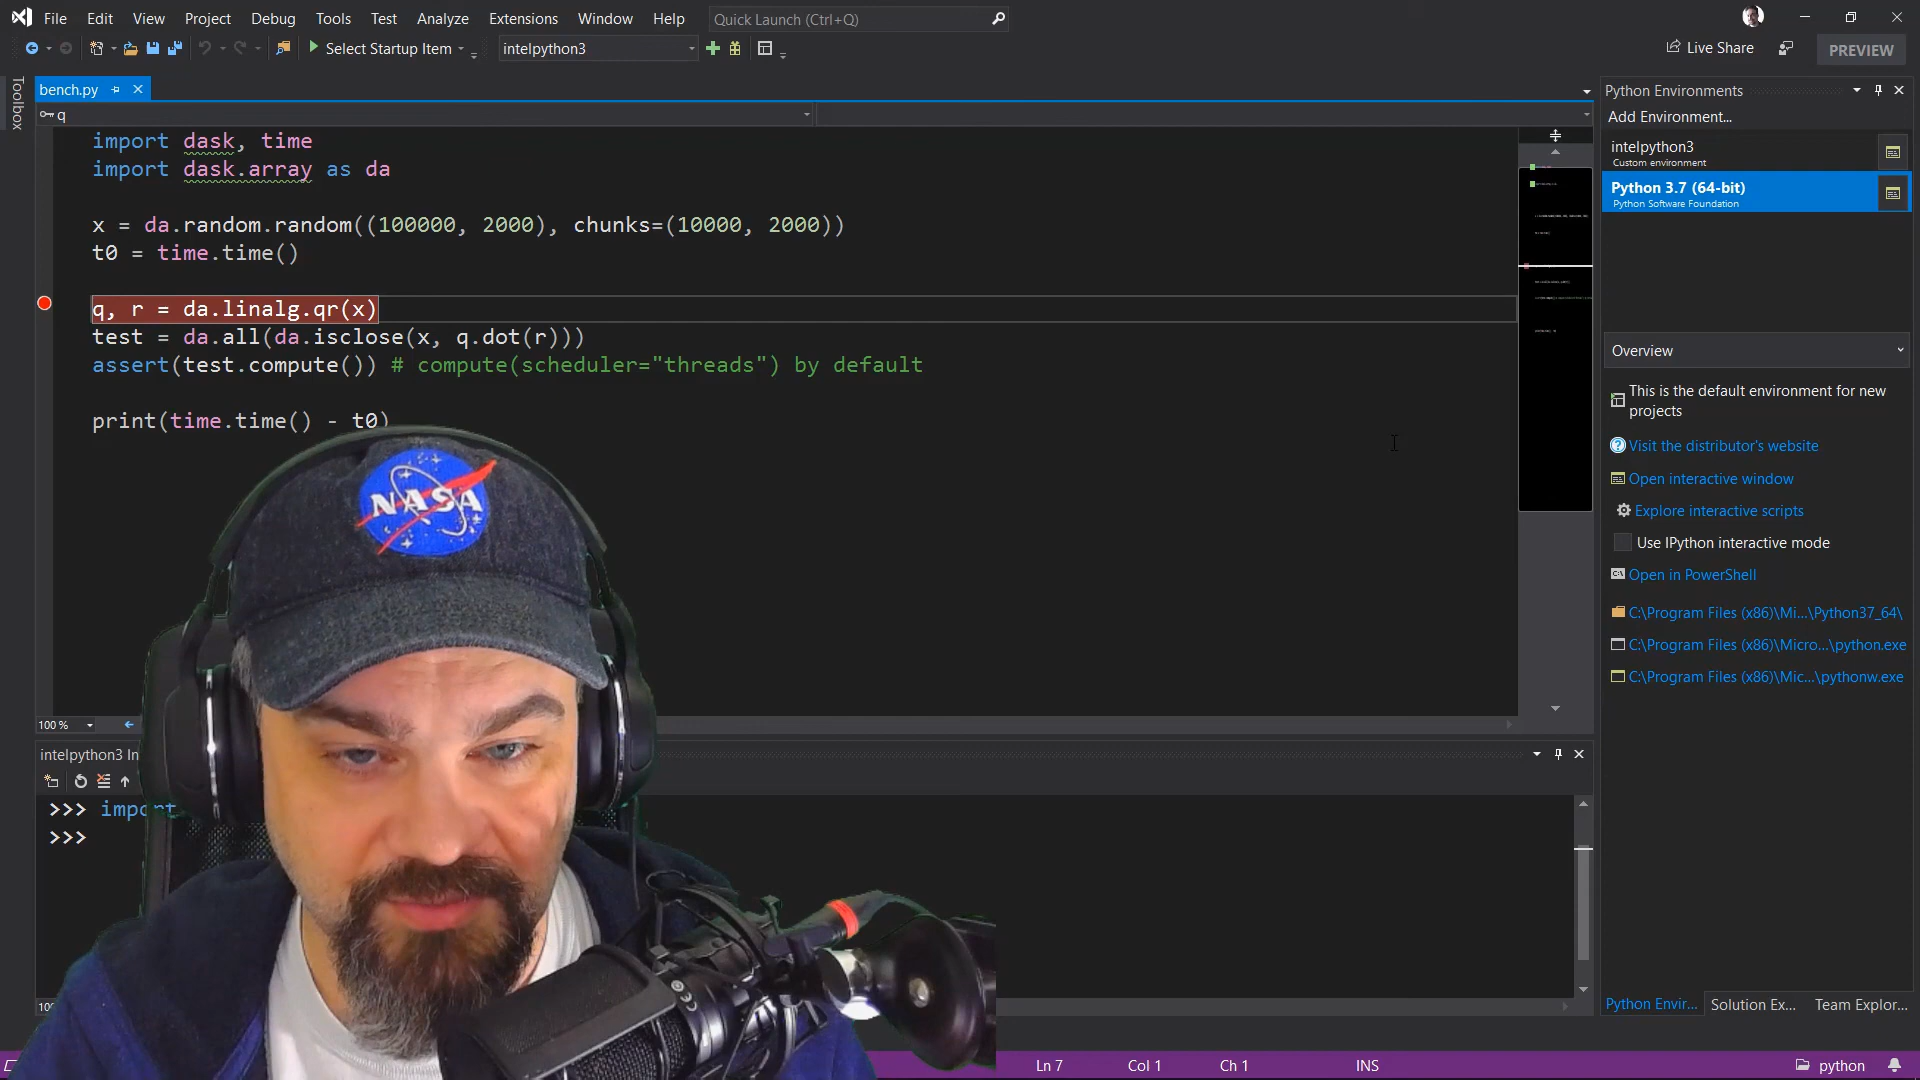 File Edit View Project Debug Tools Test Analyze Extensions Window Help Quick Launch (Ctrl+Q)
Select Startup Item intelpython3 Live Share PREVIEW
Toolbox
bench.py
q
import dask, time
import dask.array as da
x = da.random.random((100000, 2000), chunks=(10000, 2000))
t0 = time.time()
q, r = da.linalg.qr(x)
test = da.all(da.isclose(x, q.dot(r)))
assert(test.compute()) # compute(scheduler="threads") by default
print(time.time() - t0)
NASA
100 %
intelpython3 In
>>> import
>>>
Python Environments
Add Environment...
intelpython3
Custom environment
Python 3.7 (64-bit)
Python Software Foundation
Overview
This is the default environment for new
projects
Visit the distributor's website
Open interactive window
Explore interactive scripts
Use IPython interactive mode
Open in PowerShell
C:\Program Files (x86)\Mi...\Python37_64\
C:\Program Files (x86)\Micro...\python.exe
C:\Program Files (x86)\Mic...\pythonw.exe
Python Envir... Solution Ex... Team Explor...
Ln 7 Col 1 Ch 1 INS python